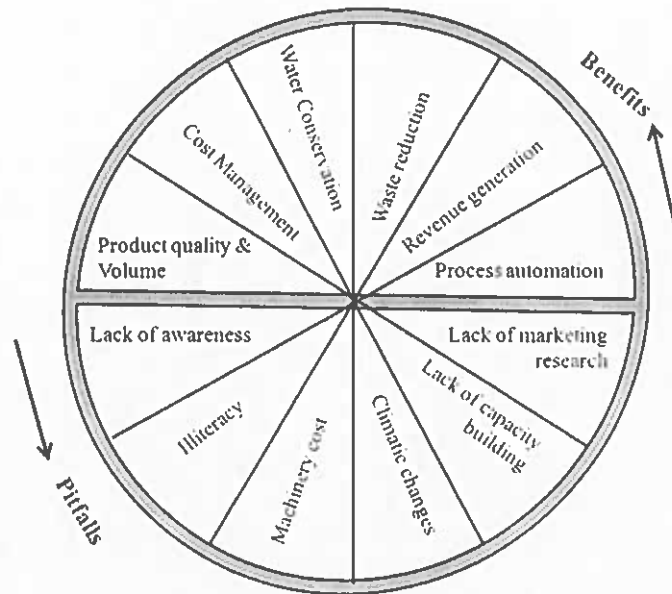 Benefits
Water Conservation
Waste reduction
Cost Management
Revenue generation
Product quality &
Volume
Process automation
Lack of awareness
Lack of marketing
research
Illiteracy
Lack of capacity
building
Machinery cost
Climatic changes
Pitfalls